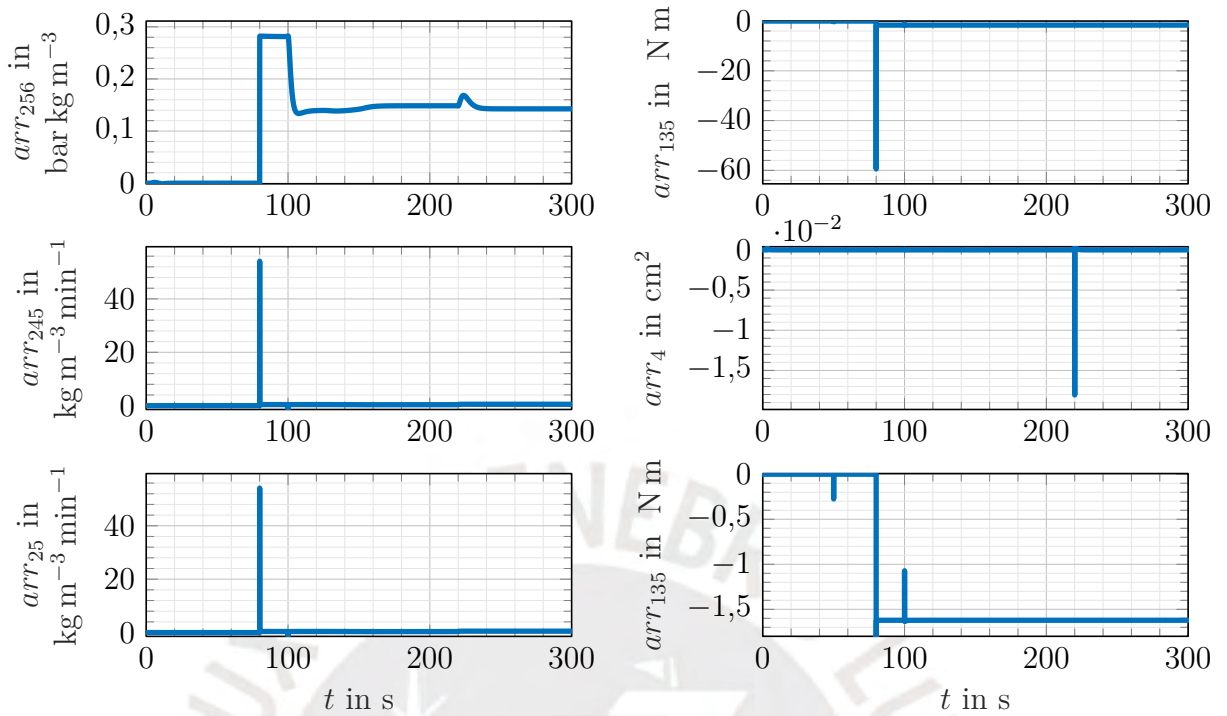 0,3
0,2
0,1
0
0 100 200 300
arr₂₅₆ in
bar kg m⁻³
0
−20
−40
−60
0 100 200 300
arr₁₃₅ in N m
40
20
0
0 100 200 300
arr₂₄₅ in
kg m⁻³ min⁻¹
·10⁻²
0
−0,5
−1
−1,5
0 100 200 300
arr₄ in cm²
40
20
0
0 100 200 300
arr₂₅ in
kg m⁻³ min⁻¹
t in s
0
−0,5
−1
−1,5
0 100 200 300
arr₁₃₅ in N m
t in s